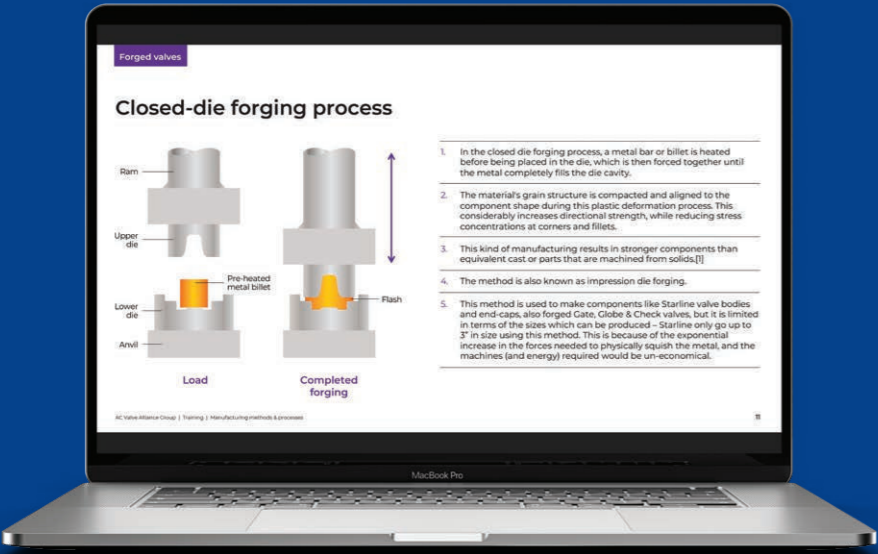 Forged valves
Closed-die forging process
Ram
Upper
die
Pre-heated
metal billet
Lower
die
Anvil
Flash
Load
Completed
forging
1. In the closed die forging process, a metal bar or billet is heated
before being placed in the die, which is then forced together until
the metal completely fills the die cavity.
2. The material's grain structure is compacted and aligned to the
component shape during this plastic deformation process. This
considerably increases directional strength, while reducing stress
concentrations at corners and fillets.
3. This kind of manufacturing results in stronger components than
equivalent cast or parts that are machined from solids.[1]
4. The method is also known as impression die forging.
5. This method is used to make components like Starline valve bodies
and end-caps, also forged Gate, Globe & Check valves, but it is limited
in terms of the sizes which can be produced – Starline only go up to
3" in size using this method. This is because of the exponential
increase in the forces needed to physically squish the metal, and the
machines (and energy) required would be un-economical.
Valve Alliance Group | Training | Manufacturing methods & processes
11
MacBook Pro